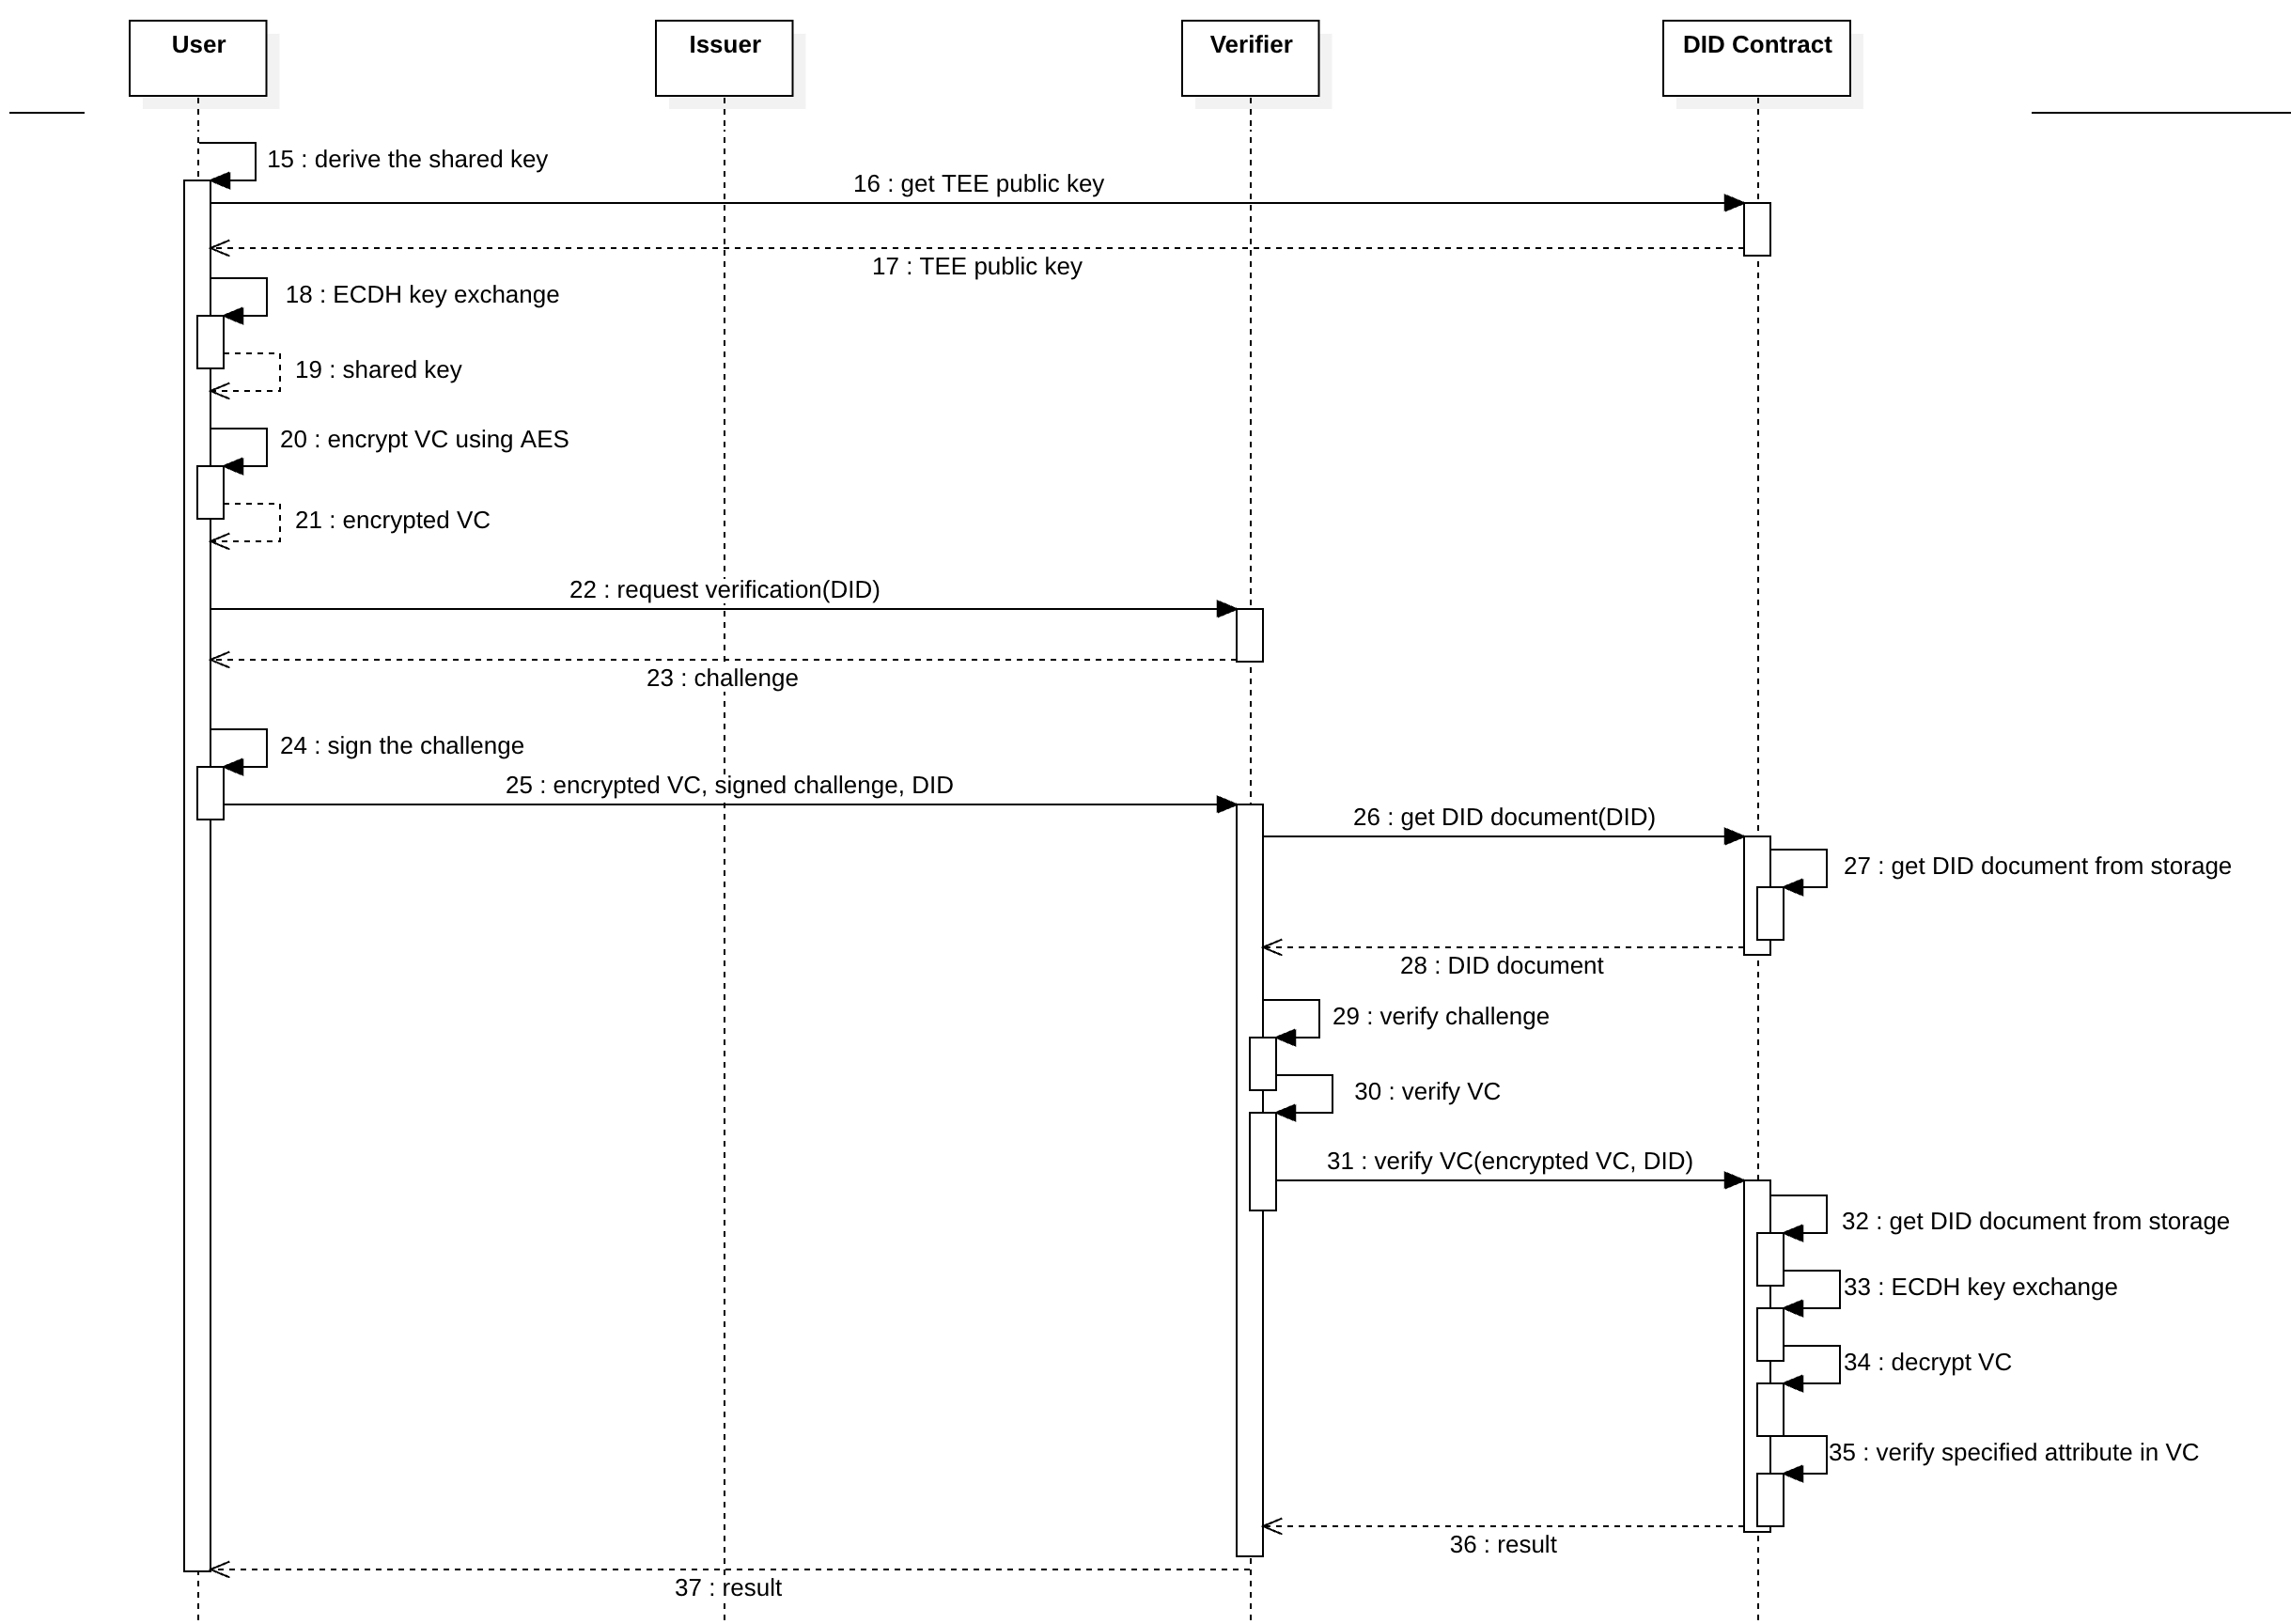 User
Issuer
Verifier
DID Contract
15 : derive the shared key
16 : get TEE public key
17 : TEE public key
18 : ECDH key exchange
19 : shared key
20 : encrypt VC using AES
21 : encrypted VC
22 : request verification(DID)
23 : challenge
24 : sign the challenge
25 : encrypted VC, signed challenge, DID
26 : get DID document(DID)
27 : get DID document from storage
28 : DID document
29 : verify challenge
30 : verify VC
31 : verify VC(encrypted VC, DID)
32 : get DID document from storage
33 : ECDH key exchange
34 : decrypt VC
35 : verify specified attribute in VC
36 : result
37 : result